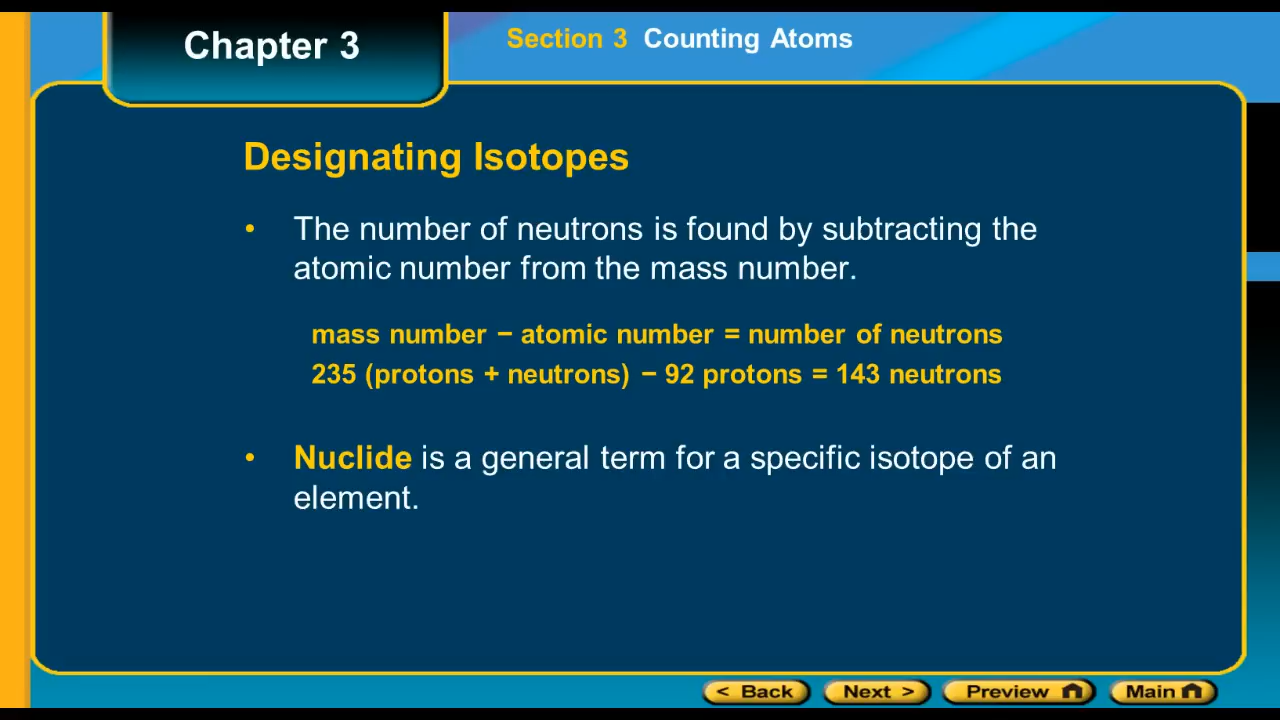 Chapter 3
Section 3 Counting Atoms
Designating Isotopes
• The number of neutrons is found by subtracting the
atomic number from the mass number.
mass number − atomic number = number of neutrons
235 (protons + neutrons) − 92 protons = 143 neutrons
• Nuclide is a general term for a specific isotope of an
element.
< Back Next > Preview Main